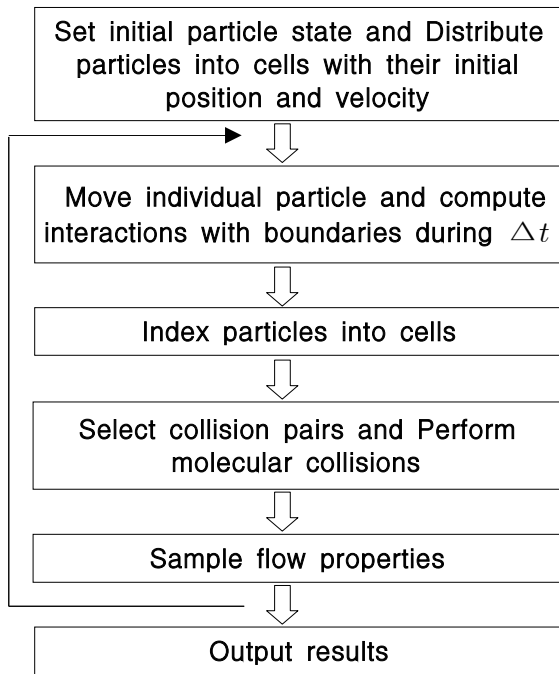 Set initial particle state and Distribute
particles into cells with their initial
position and velocity
Move individual particle and compute
interactions with boundaries during Δt
Index particles into cells
Select collision pairs and Perform
molecular collisions
Sample flow properties
Output results